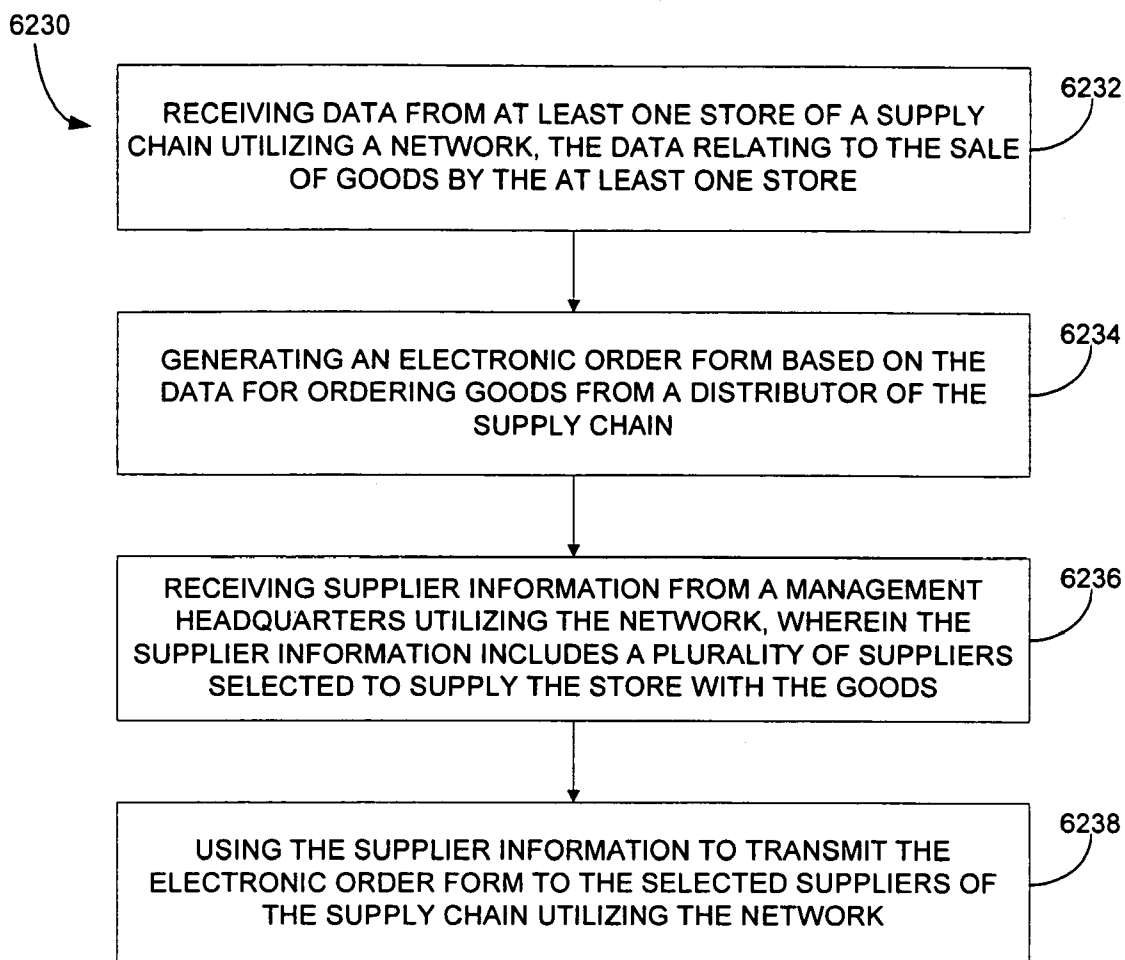 6230
RECEIVING DATA FROM AT LEAST ONE STORE OF A SUPPLY
CHAIN UTILIZING A NETWORK, THE DATA RELATING TO THE SALE
OF GOODS BY THE AT LEAST ONE STORE
6232
GENERATING AN ELECTRONIC ORDER FORM BASED ON THE
DATA FOR ORDERING GOODS FROM A DISTRIBUTOR OF THE
SUPPLY CHAIN
6234
RECEIVING SUPPLIER INFORMATION FROM A MANAGEMENT
HEADQUARTERS UTILIZING THE NETWORK, WHEREIN THE
SUPPLIER INFORMATION INCLUDES A PLURALITY OF SUPPLIERS
SELECTED TO SUPPLY THE STORE WITH THE GOODS
6236
USING THE SUPPLIER INFORMATION TO TRANSMIT THE
ELECTRONIC ORDER FORM TO THE SELECTED SUPPLIERS OF
THE SUPPLY CHAIN UTILIZING THE NETWORK
6238